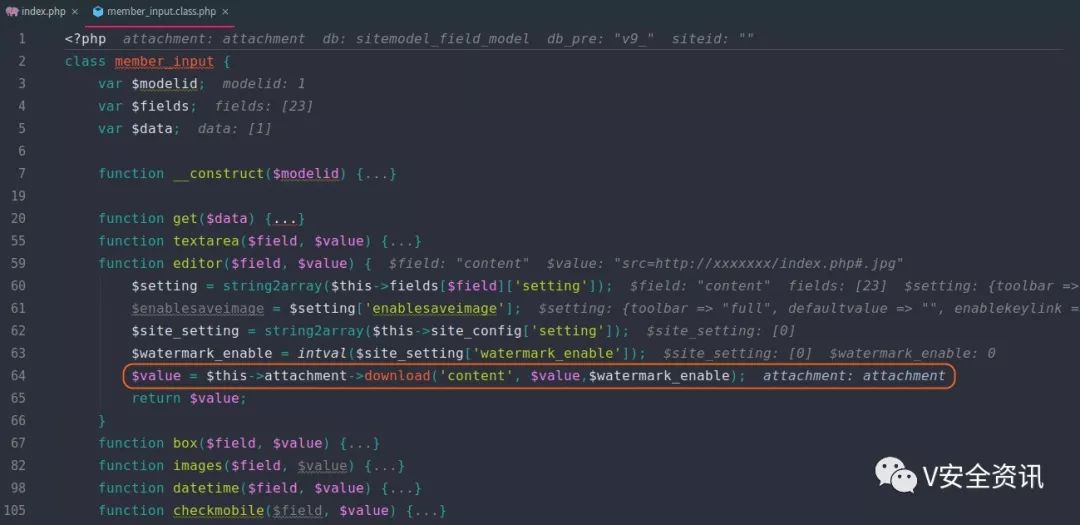 index.php × member_input.class.php ×
1 <?php attachment: attachment db: sitemodel_field_model db_pre: "v9_" siteid: ""
2 class member_input {
3 var $modelid; modelid: 1
4 var $fields; fields: [23]
5 var $data; data: [1]
6
7 function __construct($modelid) {...}
19
20 function get($data) {...}
55 function textarea($field, $value) {...}
59 function editor($field, $value) { $field: "content" $value: "src=http://xxxxxxx/index.php#.jpg"
60 $setting = string2array($this->fields[$field]['setting']); $field: "content" fields: [23] $setting: {toolbar =>
61 $enablesaveimage = $setting['enablesaveimage']; $setting: {toolbar => "full", defaultvalue => "", enablekeylink =
62 $site_setting = string2array($this->site_config['setting']); $site_setting: [0]
63 $watermark_enable = intval($site_setting['watermark_enable']); $site_setting: [0] $watermark_enable: 0
64 $value = $this->attachment->download('content', $value,$watermark_enable); attachment: attachment
65 return $value;
66 }
67 function box($field, $value) {...}
82 function images($field, $value) {...}
98 function datetime($field, $value) {...}
105 function checkmobile($field, $value) {...}
V安全资讯